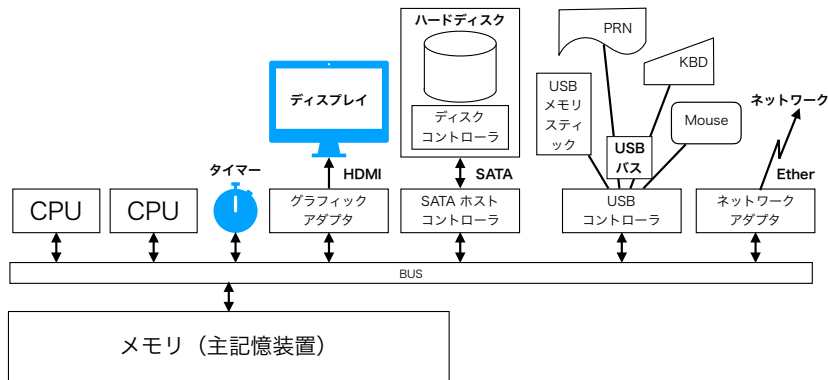 ハードディスク
PRN
KBD
ディスプレイ
USB
メモリ
スティ
ック
ネットワーク
ディスク
コントローラ
Mouse
USB
バス
タイマー
HDMI
SATA
Ether
CPU
CPU
グラフィック
アダプタ
SATA ホスト
コントローラ
USB
コントローラ
ネットワーク
アダプタ
BUS
メモリ（主記憶装置）